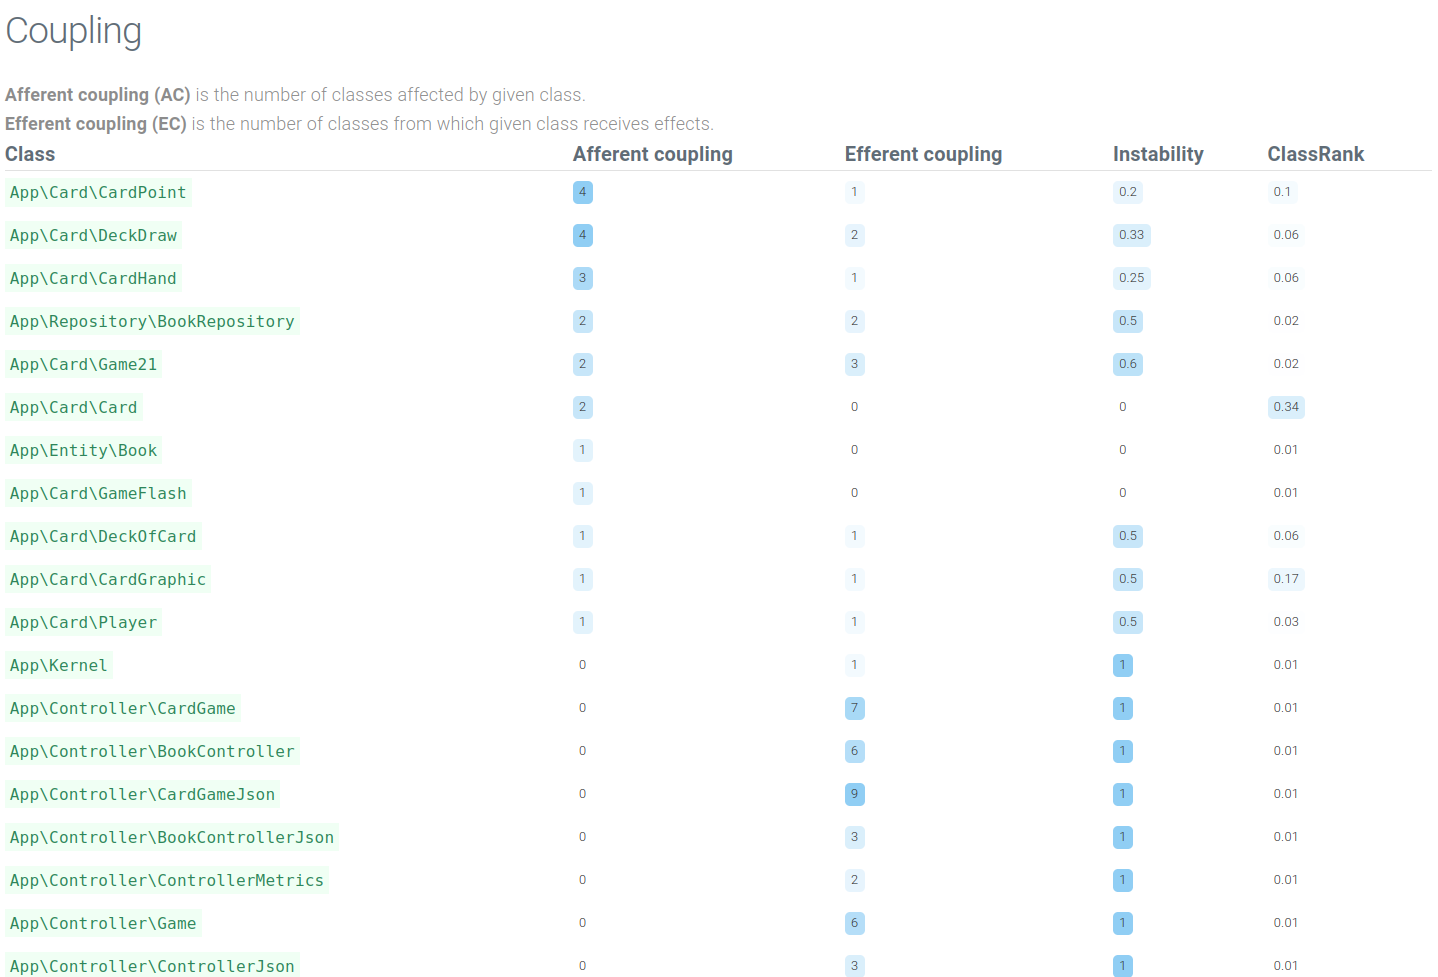 Coupling
Afferent coupling (AC) is the number of classes affected by given class.
Efferent coupling (EC) is the number of classes from which given class receives effects.
Class Afferent coupling Efferent coupling Instability ClassRank
App\Card\CardPoint 4 1 0.2 0.1
App\Card\DeckDraw 4 2 0.33 0.06
App\Card\CardHand 3 1 0.25 0.06
App\Repository\BookRepository 2 2 0.5 0.02
App\Card\Game21 2 3 0.6 0.02
App\Card\Card 2 0 0 0.34
App\Entity\Book 1 0 0 0.01
App\Card\GameFlash 1 0 0 0.01
App\Card\DeckOfCard 1 1 0.5 0.06
App\Card\CardGraphic 1 1 0.5 0.17
App\Card\Player 1 1 0.5 0.03
App\Kernel 0 1 1 0.01
App\Controller\CardGame 0 7 1 0.01
App\Controller\BookController 0 6 1 0.01
App\Controller\CardGameJson 0 9 1 0.01
App\Controller\BookControllerJson 0 3 1 0.01
App\Controller\ControllerMetrics 0 2 1 0.01
App\Controller\Game 0 6 1 0.01
App\Controller\ControllerJson 0 3 1 0.01